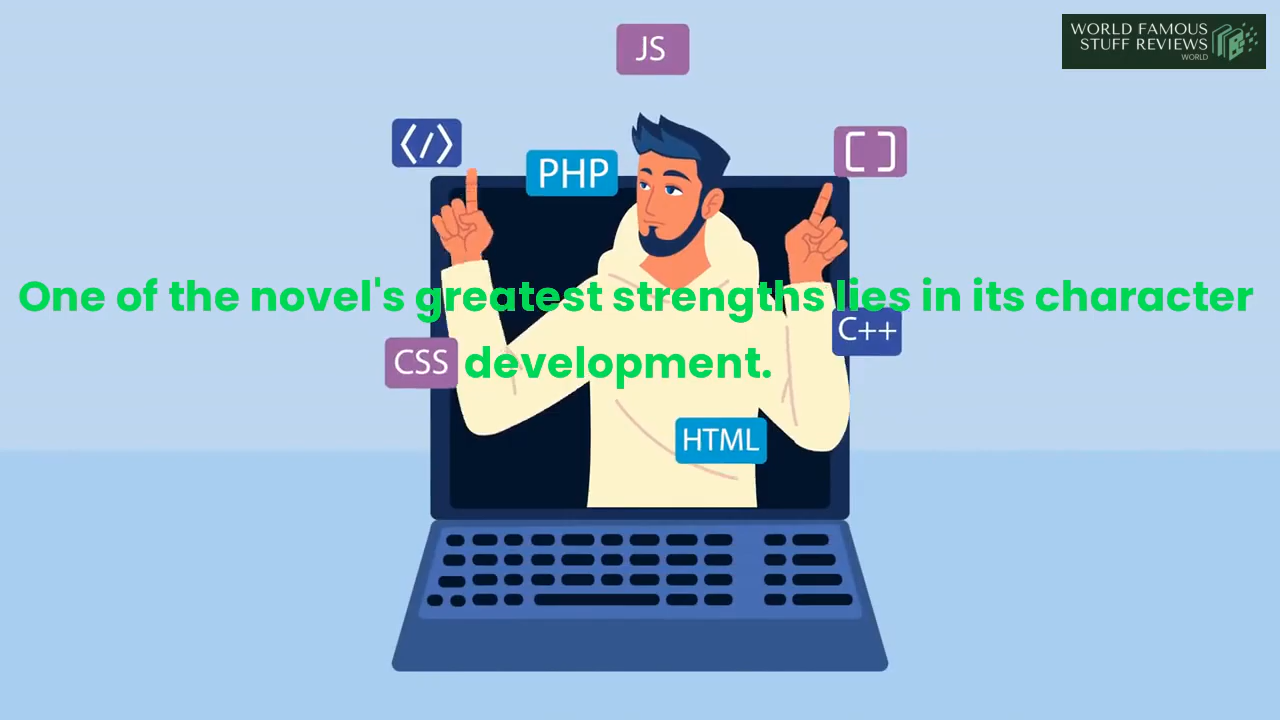 JS
WORLD FAMOUS
STUFF REVIEWS
WORLD
</>
PHP
[ ]
One of the novel's greatest strengths lies in its character
development.
C++
CSS
HTML